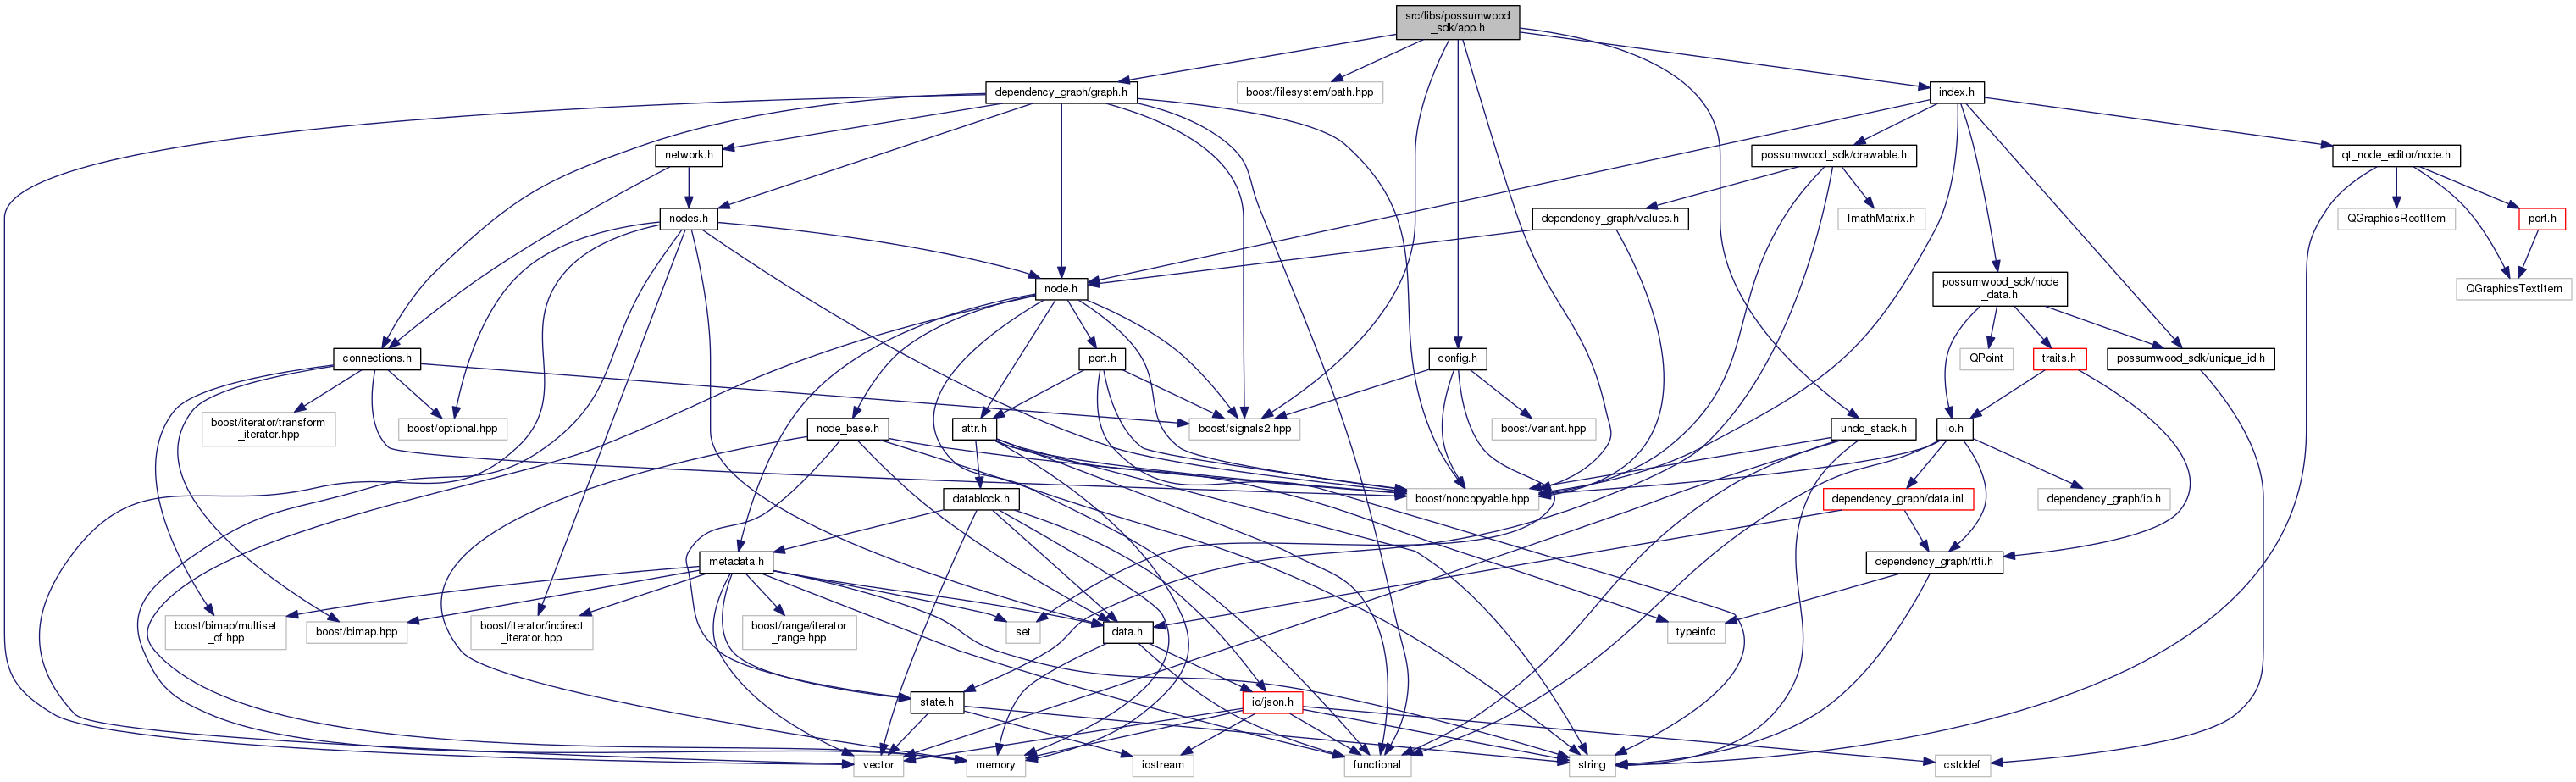 src/libs/possumwood
_sdk/app.h
dependency_graph/graph.h
boost/filesystem/path.hpp
index.h
network.h
possumwood_sdk/drawable.h
qt_node_editor/node.h
nodes.h
dependency_graph/values.h
ImathMatrix.h
QGraphicsRectItem
port.h
node.h
possumwood_sdk/node
_data.h
QGraphicsTextItem
connections.h
port.h
config.h
QPoint
traits.h
possumwood_sdk/unique_id.h
boost/iterator/transform
_iterator.hpp
boost/optional.hpp
node_base.h
attr.h
boost/signals2.hpp
boost/variant.hpp
undo_stack.h
io.h
datablock.h
boost/noncopyable.hpp
dependency_graph/data.inl
dependency_graph/io.h
metadata.h
dependency_graph/rtti.h
boost/bimap/multiset
_of.hpp
boost/bimap.hpp
boost/iterator/indirect
_iterator.hpp
boost/range/iterator
_range.hpp
set
data.h
typeinfo
state.h
io/json.h
vector
memory
iostream
functional
string
cstddef